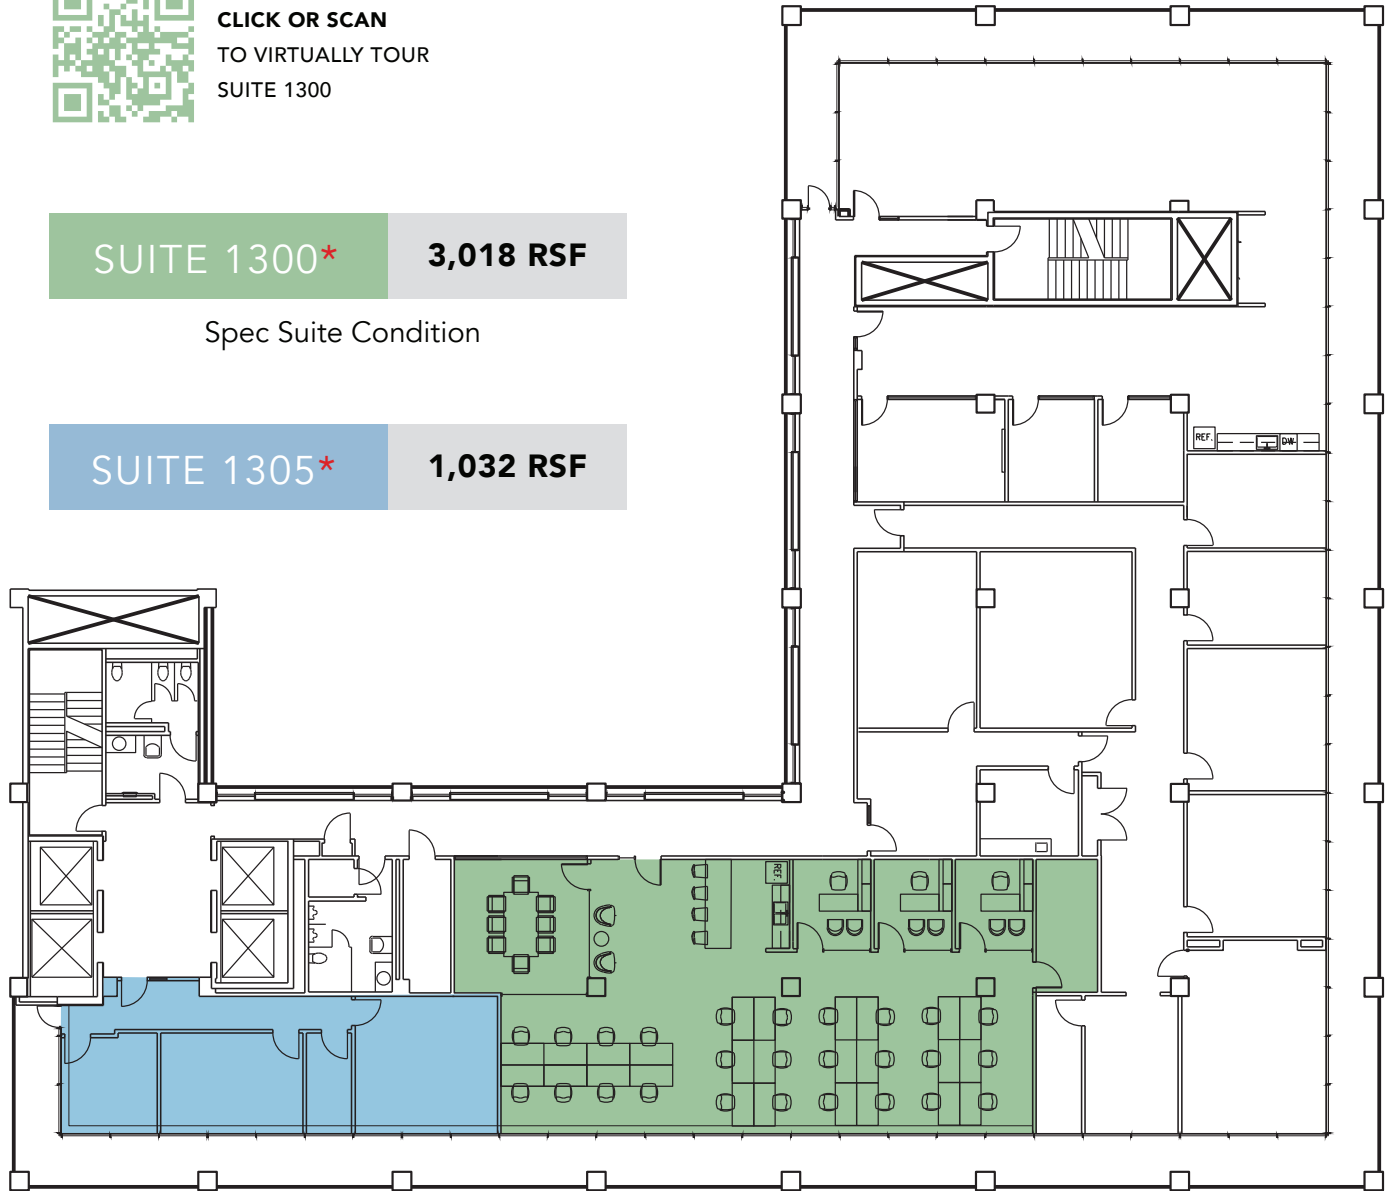 CLICK OR SCAN
TO VIRTUALLY TOUR
SUITE 1300
SUITE 1300*
3,018 RSF
Spec Suite Condition
SUITE 1305*
1,032 RSF
REF.
DW
REF.